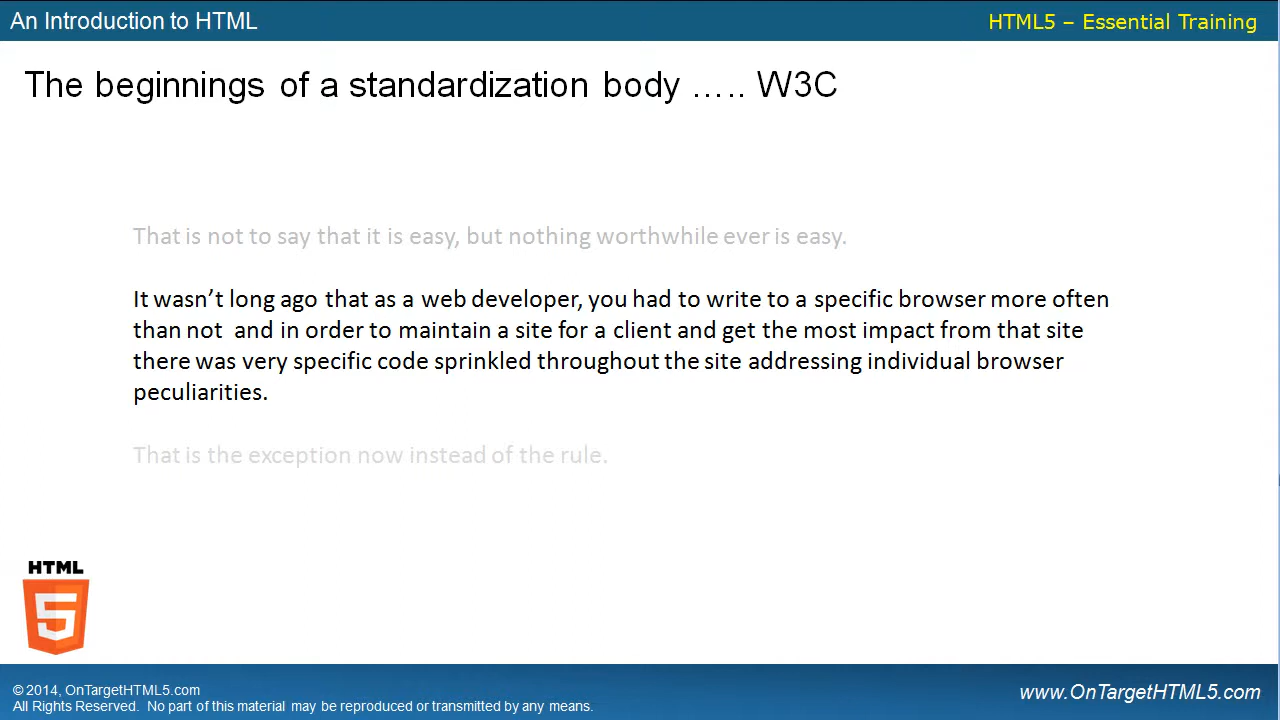 An Introduction to HTML
HTML5 – Essential Training
The beginnings of a standardization body ….. W3C
That is not to say that it is easy, but nothing worthwhile ever is easy.
It wasn’t long ago that as a web developer, you had to write to a specific browser more often
than not  and in order to maintain a site for a client and get the most impact from that site
there was very specific code sprinkled throughout the site addressing individual browser
peculiarities.
That is the exception now instead of the rule.
HTML
5
© 2014, OnTargetHTML5.com
All Rights Reserved.  No part of this material may be reproduced or transmitted by any means.
www.OnTargetHTML5.com